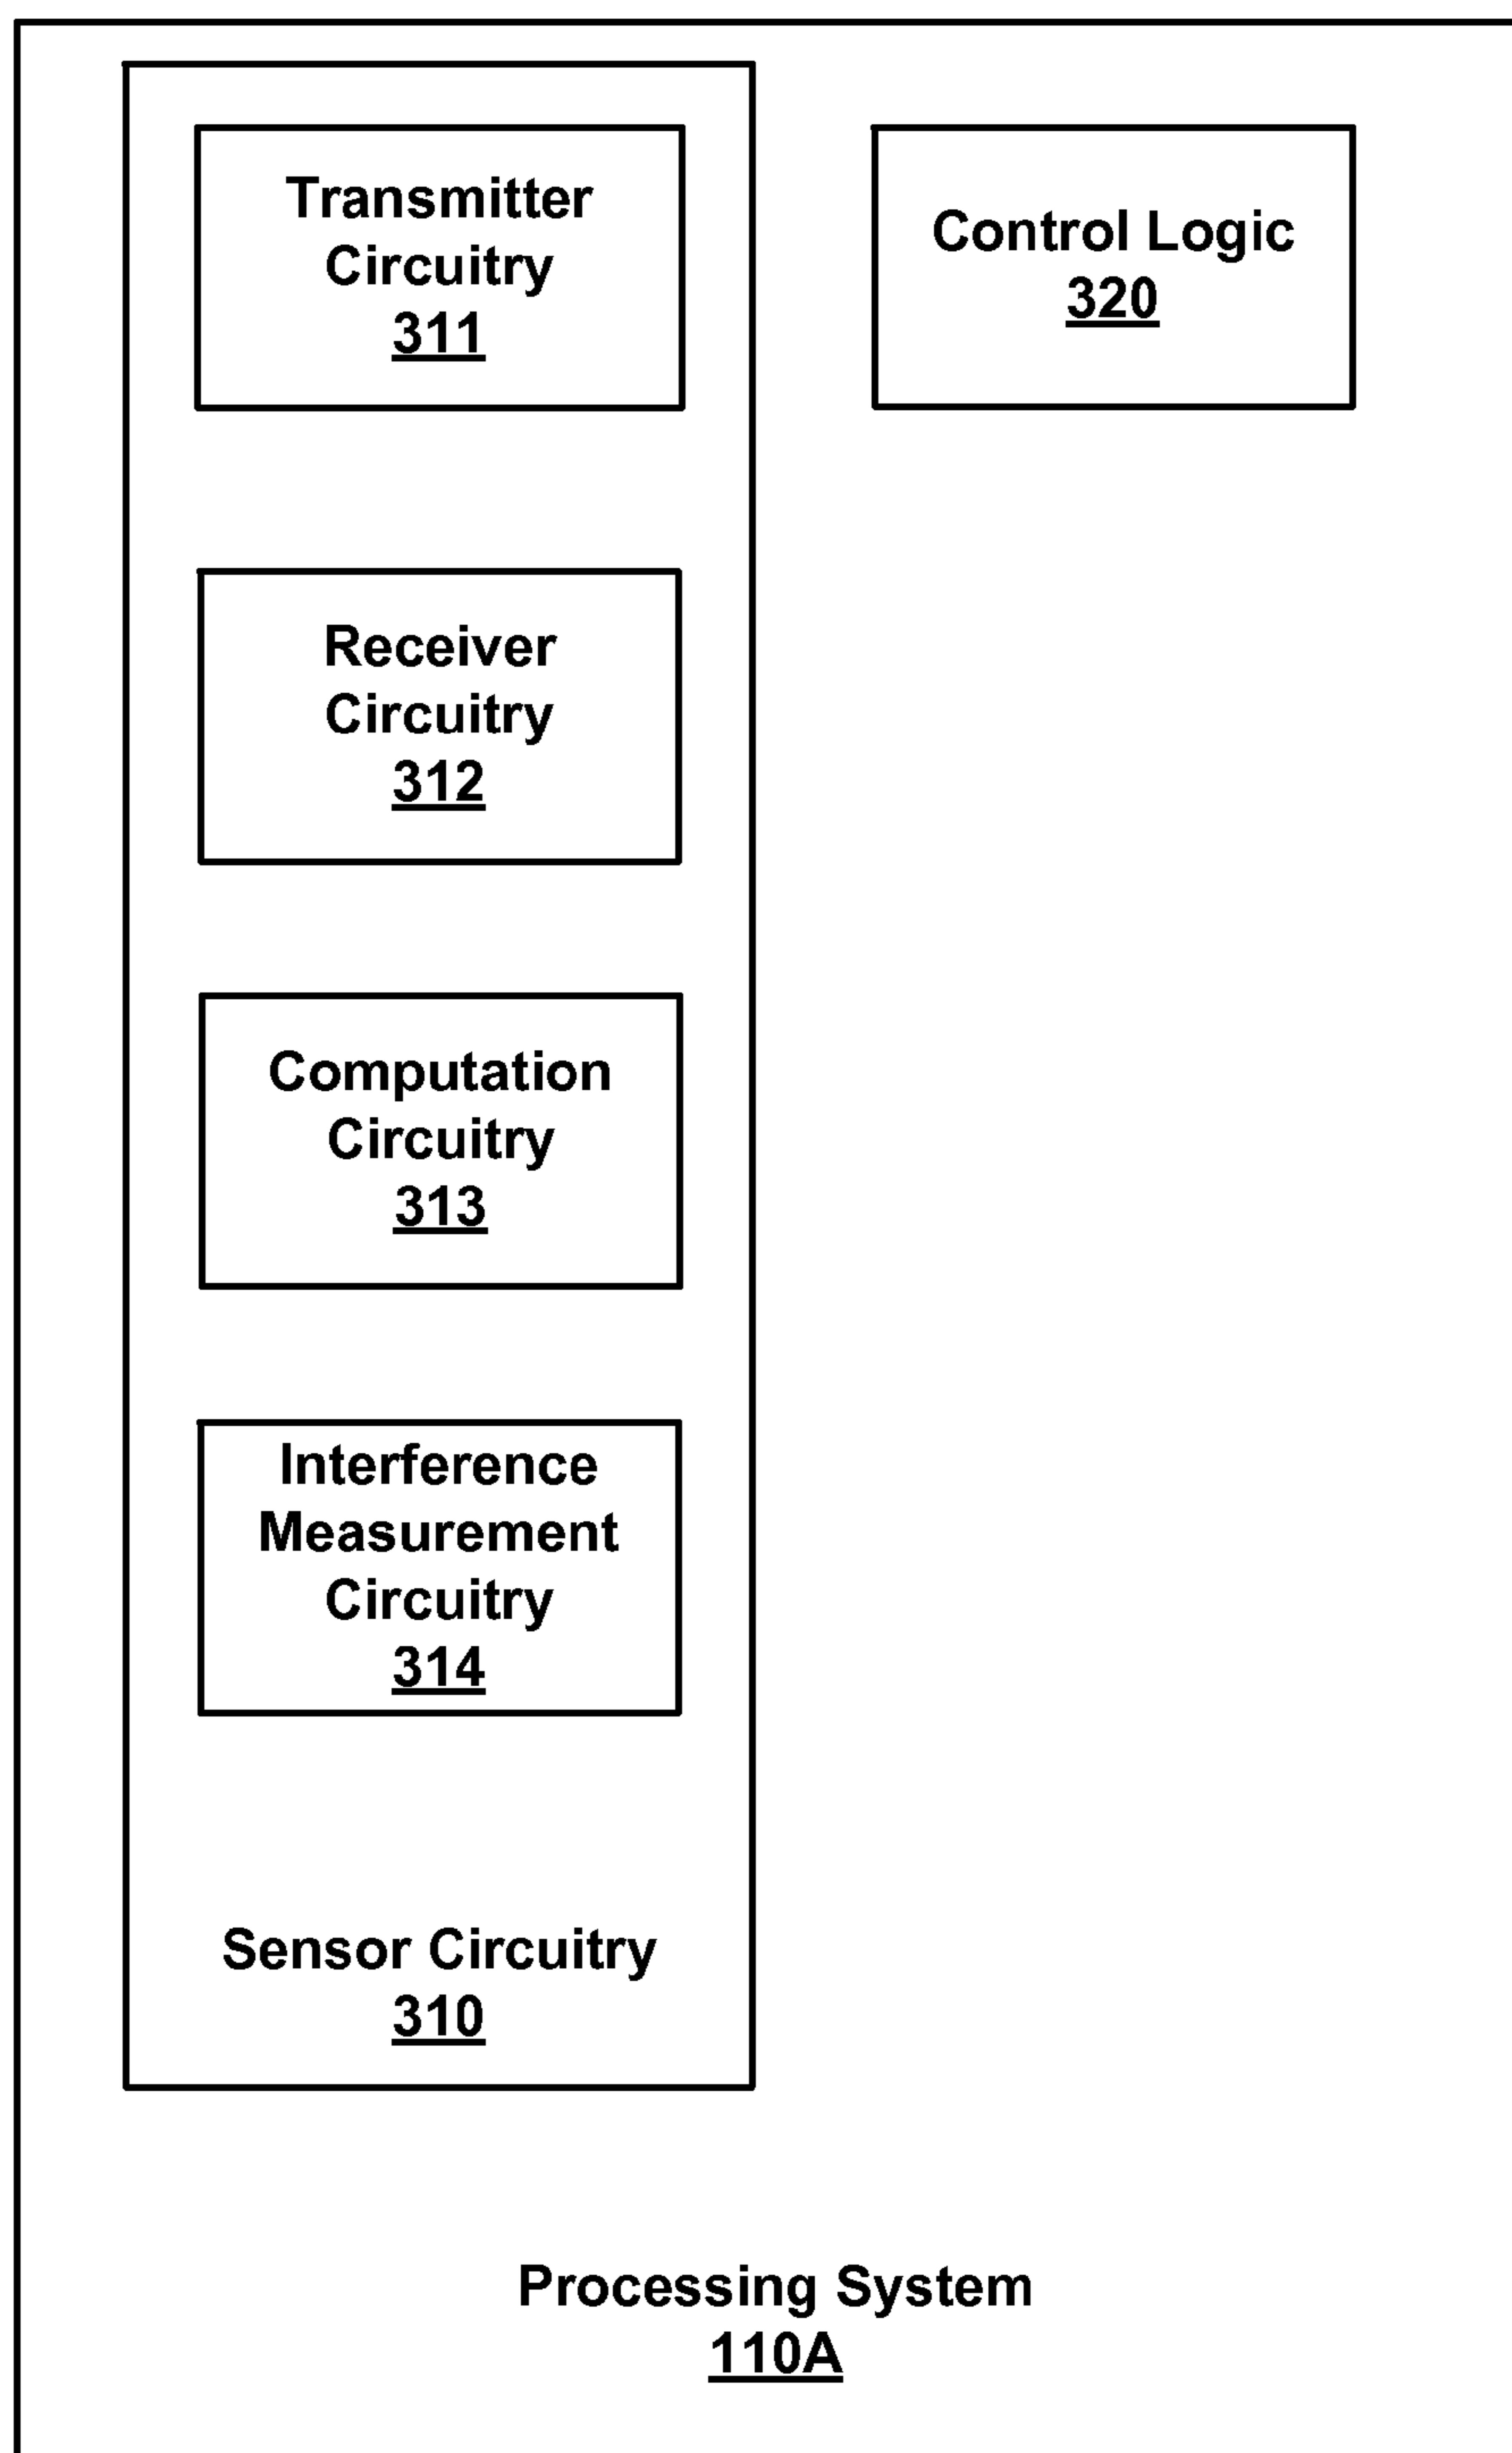 Transmitter
Circuitry
311
Control Logic
320
Receiver
Circuitry
312
Computation
Circuitry
313
Interference
Measurement
Circuitry
314
Sensor Circuitry
310
Processing System
110A